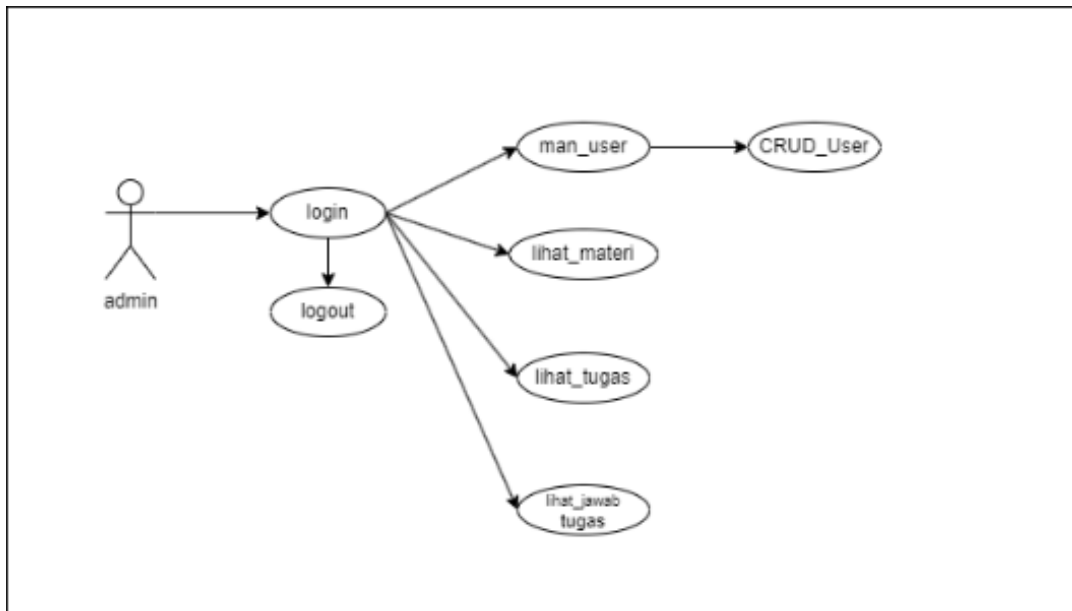 man_user
CRUD_User
login
lihat_materi
admin
logout
lihat_tugas
lihat_jawab
tugas